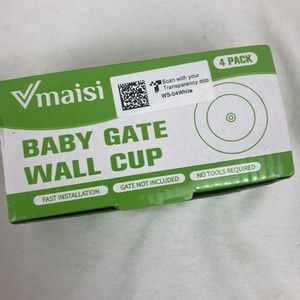 Vmaisi
Scan with your
Transparency app
WS-04White
4 PACK
BABY GATE
WALL CUP
FAST INSTALLATION
GATE NOT INCLUDED
NO TOOLS REQUIRED